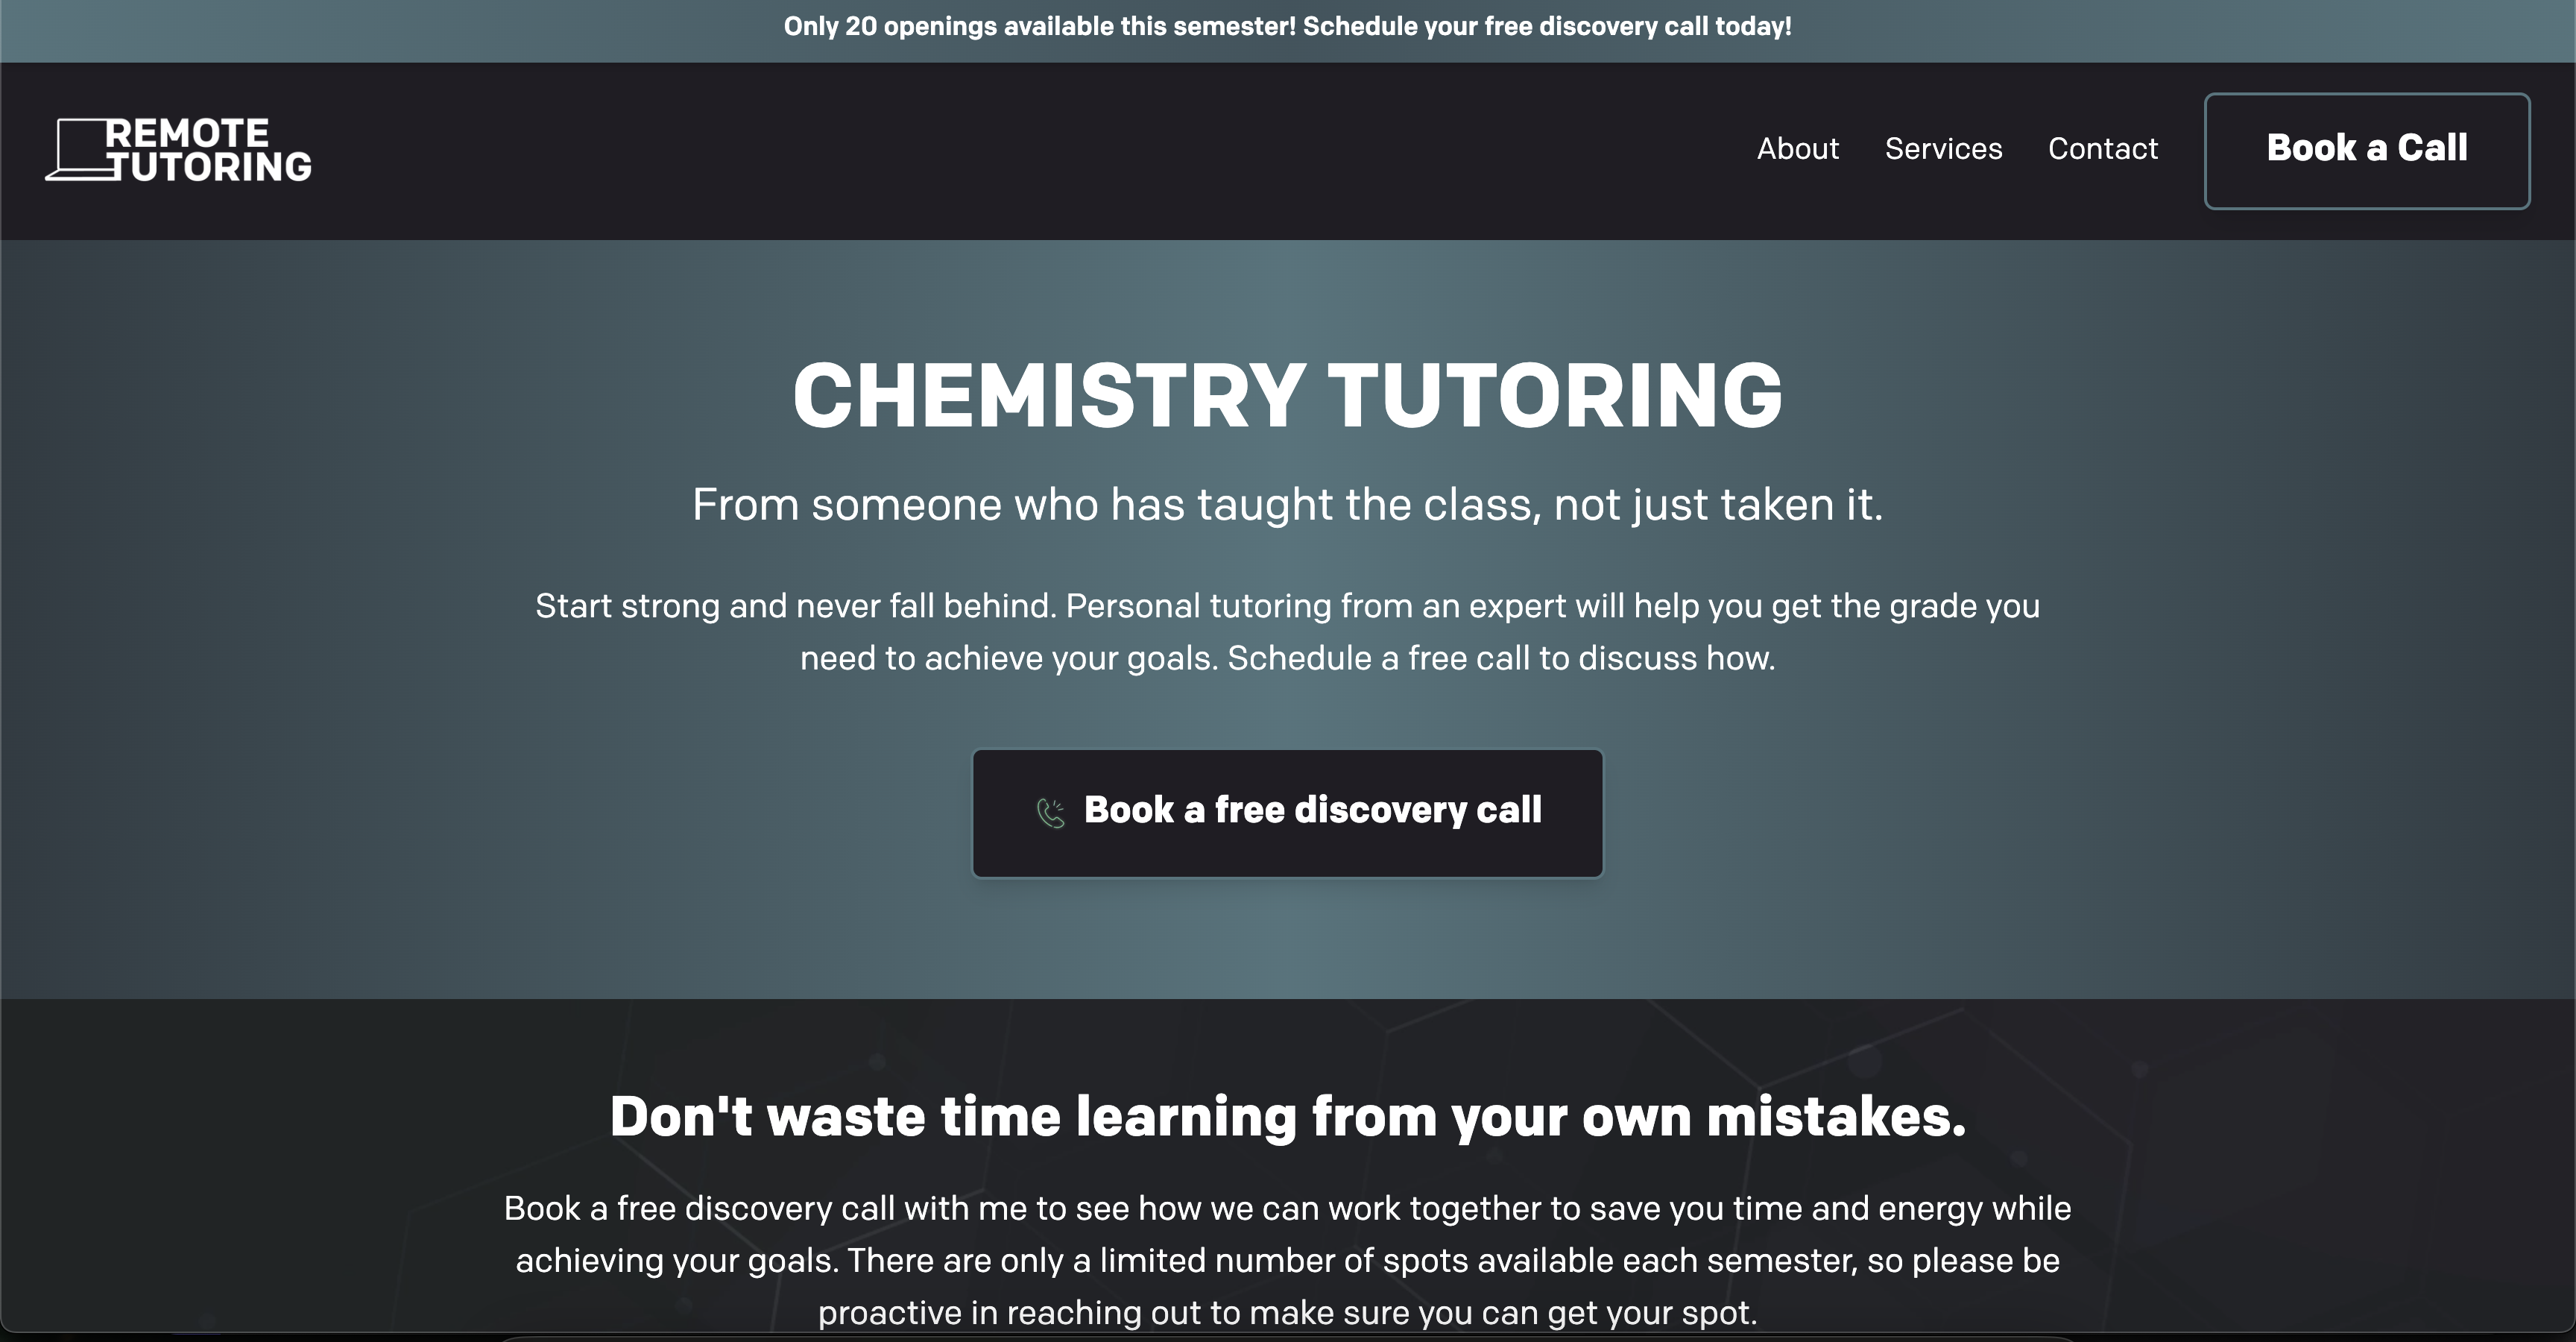 Only 20 openings available this semester! Schedule your free discovery call today!
REMOTE
TUTORING
About Services Contact Book a Call
CHEMISTRY TUTORING
From someone who has taught the class, not just taken it.
Start strong and never fall behind. Personal tutoring from an expert will help you get the grade you
need to achieve your goals. Schedule a free call to discuss how.
Book a free discovery call
Don't waste time learning from your own mistakes.
Book a free discovery call with me to see how we can work together to save you time and energy while
achieving your goals. There are only a limited number of spots available each semester, so please be
proactive in reaching out to make sure you can get your spot.